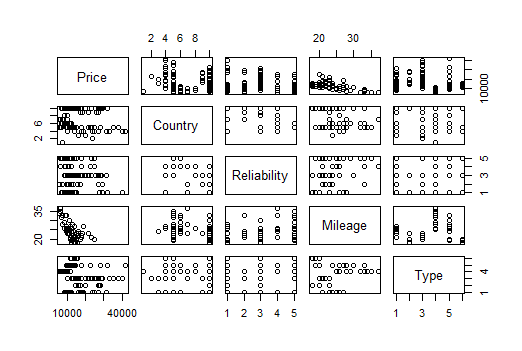 2 4 6 8
20 30
Price
10000
Country
2 6
Reliability
1 3 5
Mileage
20 35
Type
1 4
10000 40000
1 2 3 4 5
1 3 5